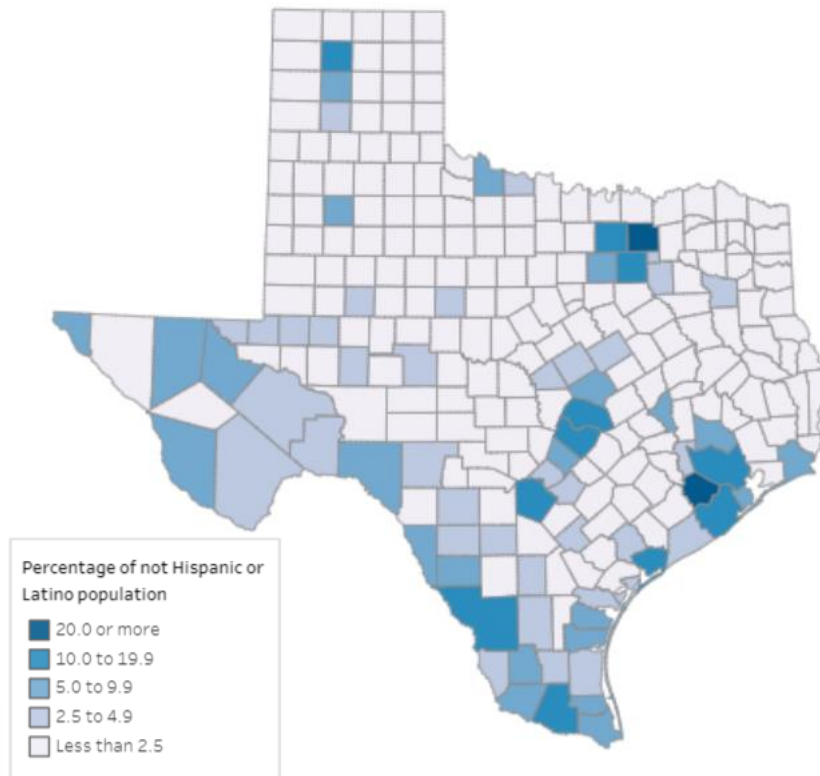 Percentage of not Hispanic or
Latino population
20.0 or more
10.0 to 19.9
5.0 to 9.9
2.5 to 4.9
Less than 2.5